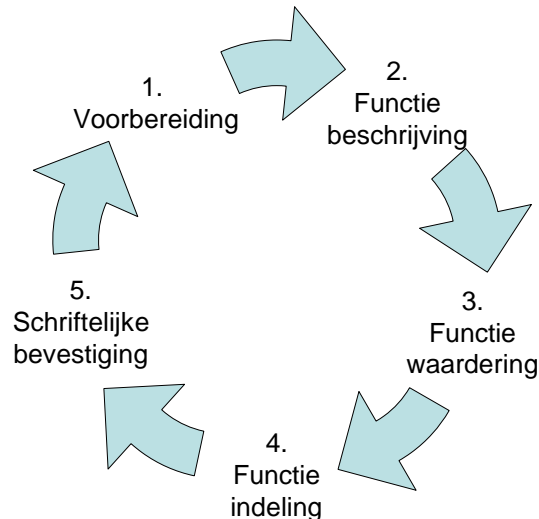 1.
Voorbereiding
2.
Functie
beschrijving
3.
Functie
waardering
4.
Functie
indeling
5.
Schriftelijke
bevestiging